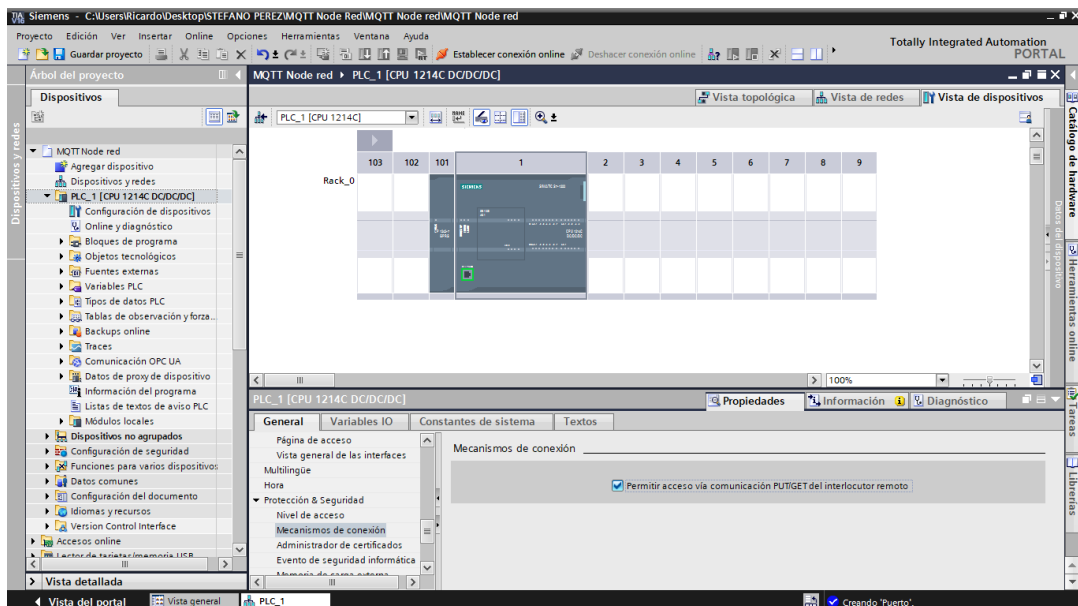 Siemens - C:\Users\Ricardo\Desktop\STEFANO PEREZ\MQTT Node Red\MQTT Node red\MQTT Node red
Proyecto Edición Ver Insertar Online Opciones Herramientas Ventana Ayuda
Guardar proyecto Establecer conexión online Deshacer conexión online
Totally Integrated Automation
PORTAL
Árbol del proyecto
MQTT Node red PLC_1 [CPU 1214C DC/DC/DC]
Dispositivos
Vista topológica Vista de redes Vista de dispositivos
PLC_1 [CPU 1214C]
Dispositivos y redes
MQTT Node red
Agregar dispositivo
Dispositivos y redes
PLC_1 [CPU 1214C DC/DC/DC]
Configuración de dispositivos
Online y diagnóstico
Bloques de programa
Objetos tecnológicos
Fuentes externas
Variables PLC
Tipos de datos PLC
Tablas de observación y forza...
Backups online
Traces
Comunicación OPC UA
Datos de proxy de dispositivo
Información del programa
Listas de textos de aviso PLC
Módulos locales
Dispositivos no agrupados
Configuración de seguridad
Funciones para varios dispositivos
Datos comunes
Configuración del documento
Idiomas y recursos
Version Control Interface
Accesos online
Lector de tarjetas/memoria USB
Vista detallada
103 102 101 1 2 3 4 5 6 7 8 9
Rack_0
SIEMENS
100%
Datos del dispositivo
Catálogo de hardware
Herramientas online
Tareas
Librerías
PLC_1 [CPU 1214C DC/DC/DC]
Propiedades Información Diagnóstico
General Variables IO Constantes de sistema Textos
Página de acceso
Vista general de las interfaces
Multilingüe
Hora
Protección & Seguridad
Nivel de acceso
Mecanismos de conexión
Administrador de certificados
Evento de seguridad informática
Memoria de carga externa
Mecanismos de conexión
Permitir acceso vía comunicación PUT/GET del interlocutor remoto
Vista del portal Vista general PLC_1
Creando 'Puerto'.